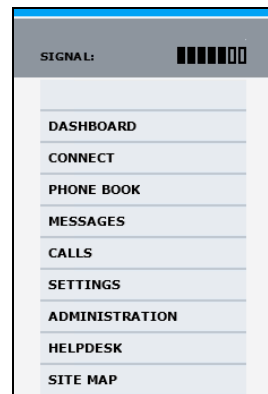 SIGNAL:
DASHBOARD
CONNECT
PHONE BOOK
MESSAGES
CALLS
SETTINGS
ADMINISTRATION
HELPDESK
SITE MAP